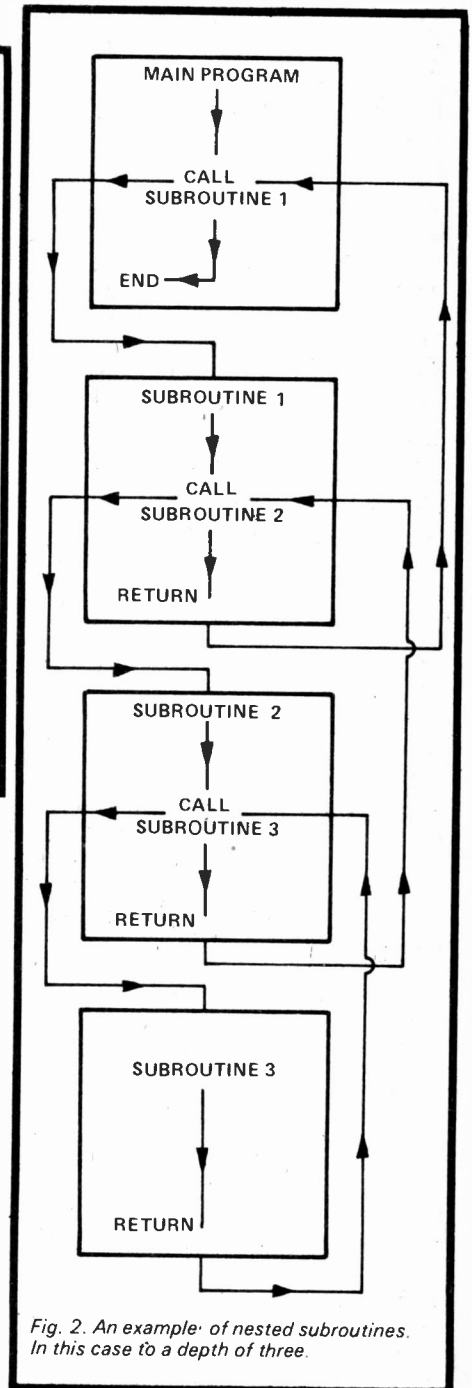 MAIN PROGRAM
CALL
SUBROUTINE 1
END
SUBROUTINE 1
CALL
SUBROUTINE 2
RETURN
SUBROUTINE 2
CALL
SUBROUTINE 3
RETURN
SUBROUTINE 3
RETURN
Fig. 2. An example of nested subroutines.
In this case to a depth of three.